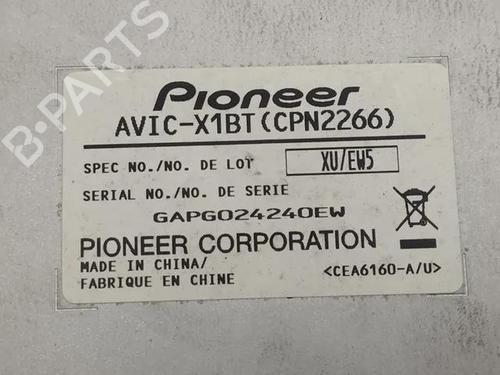 B-PARTS
Pioneer
AVIC-X1BT(CPN2266)
SPEC NO./NO. DE LOT XU/EW5
SERIAL NO./NO. DE SERIE
GAPG024240EW
PIONEER CORPORATION
MADE IN CHINA/
FABRIQUE EN CHINE <CEA6160-A/U>